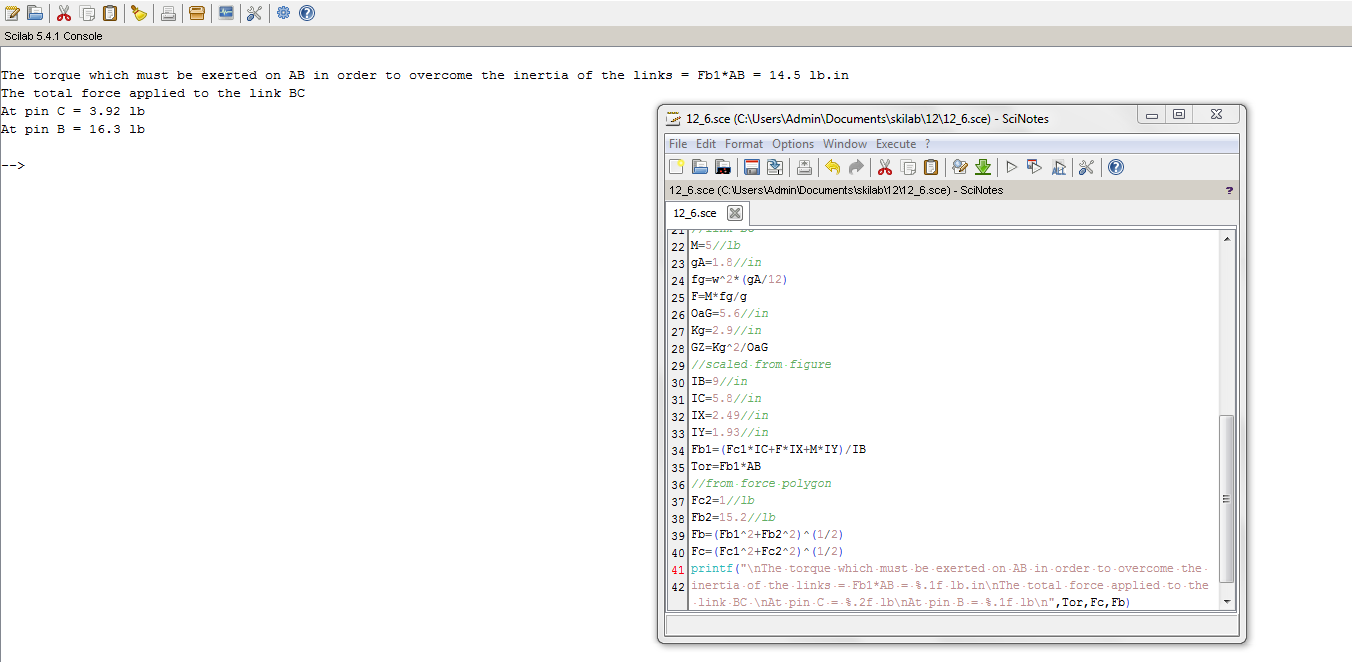 Scilab 5.4.1 Console
The torque which must be exerted on AB in order to overcome the inertia of the links = Fb1*AB = 14.5 lb.in
The total force applied to the link BC
At pin C = 3.92 lb
At pin B = 16.3 lb
-->
12_6.sce (C:\Users\Admin\Documents\skilab\12\12_6.sce) - SciNotes
File Edit Format Options Window Execute ?
12_6.sce (C:\Users\Admin\Documents\skilab\12\12_6.sce) - SciNotes ?
12_6.sce
21 //link BC
22 M=5//lb
23 gA=1.8//in
24 fg=w^2*(gA/12)
25 F=M*fg/g
26 OaG=5.6//in
27 Kg=2.9//in
28 GZ=Kg^2/OaG
29 //scaled from figure
30 IB=9//in
31 IC=5.8//in
32 IX=2.49//in
33 IY=1.93//in
34 Fb1=(Fc1*IC+F*IX+M*IY)/IB
35 Tor=Fb1*AB
36 //from force polygon
37 Fc2=1//lb
38 Fb2=15.2//lb
39 Fb=(Fb1^2+Fb2^2)^(1/2)
40 Fc=(Fc1^2+Fc2^2)^(1/2)
41 printf("\nThe torque which must be exerted on AB in order to overcome the
42 inertia of the links = Fb1*AB = %.1f lb.in\nThe total force applied to the
link BC \nAt pin C = %.2f lb\nAt pin B = %.1f lb\n",Tor,Fc,Fb)